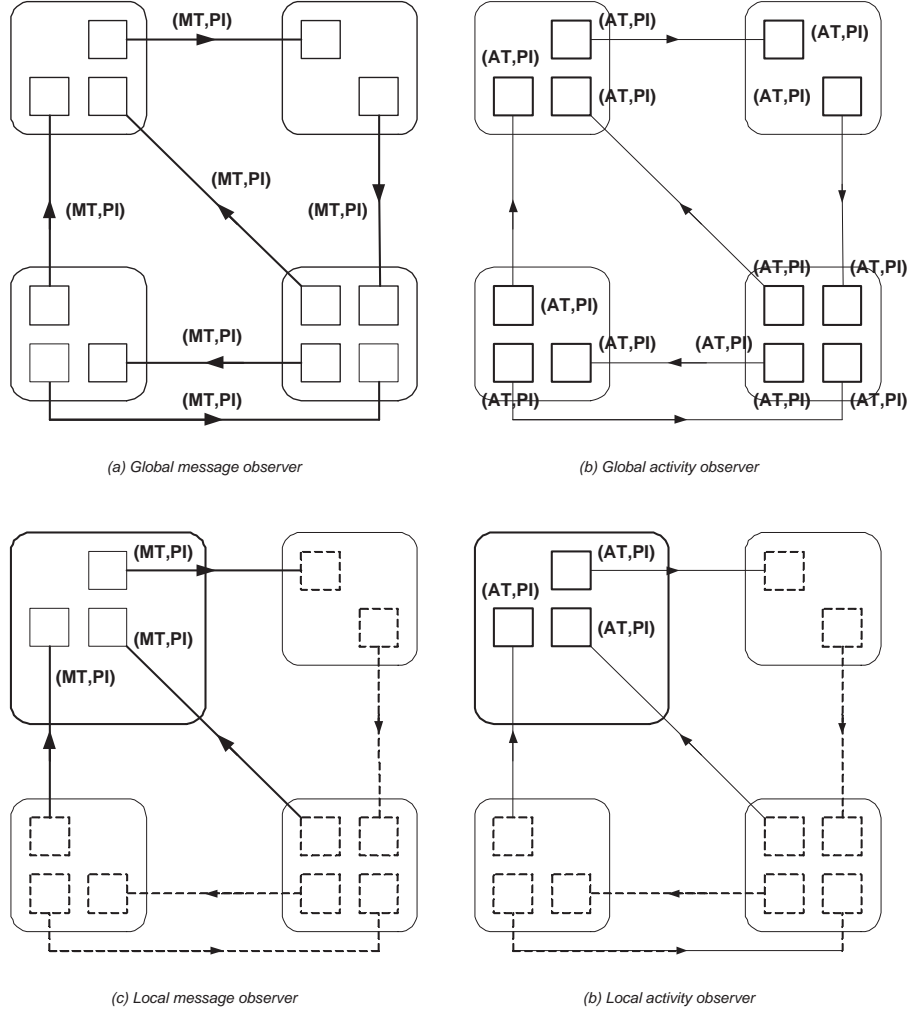 (MT,PI)
(MT,PI)
(MT,PI)
(MT,PI)
(MT,PI)
(MT,PI)
(a) Global message observer
(AT,PI)
(AT,PI)
(AT,PI)
(AT,PI)
(AT,PI)
(AT,PI)
(AT,PI)
(AT,PI)
(AT,PI)
(AT,PI)
(AT,PI)
(AT,PI)
(AT,PI)
(b) Global activity observer
(MT,PI)
(MT,PI)
(MT,PI)
(c) Local message observer
(AT,PI)
(AT,PI)
(AT,PI)
(b) Local activity observer